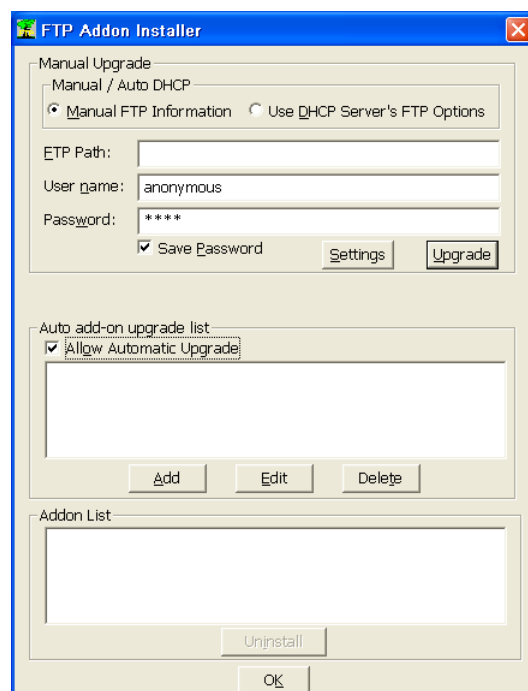 FTP Addon Installer
Manual Upgrade
Manual / Auto DHCP
Manual FTP Information Use DHCP Server's FTP Options
FTP Path:
User name: anonymous
Password: ****
Save Password Settings Upgrade
Auto add-on upgrade list
Allow Automatic Upgrade
Add Edit Delete
Addon List
Uninstall
OK